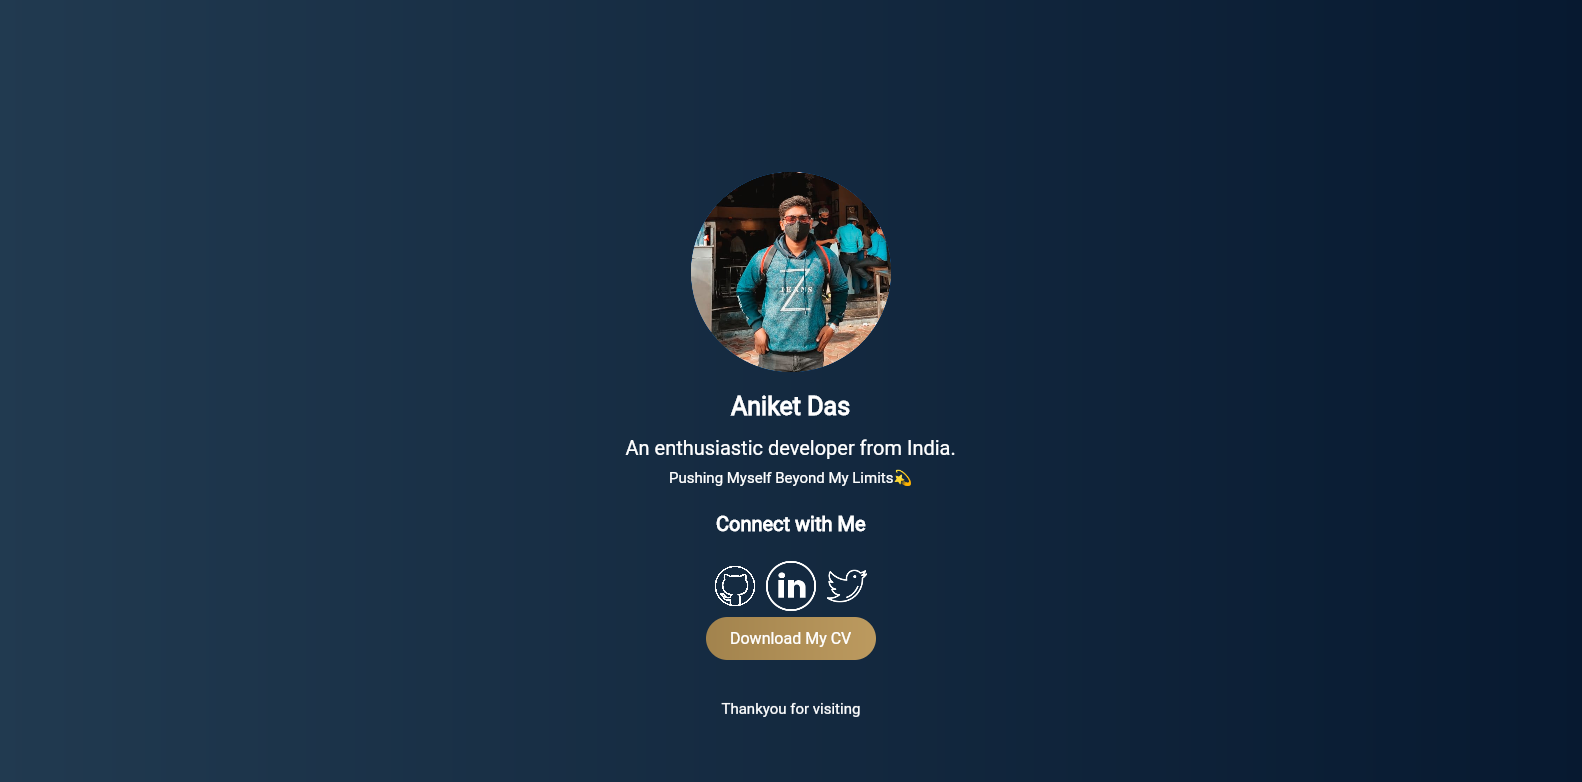 Z
JEANS
Aniket Das
An enthusiastic developer from India.
Pushing Myself Beyond My Limits💫
Connect with Me
in
Download My CV
Thankyou for visiting